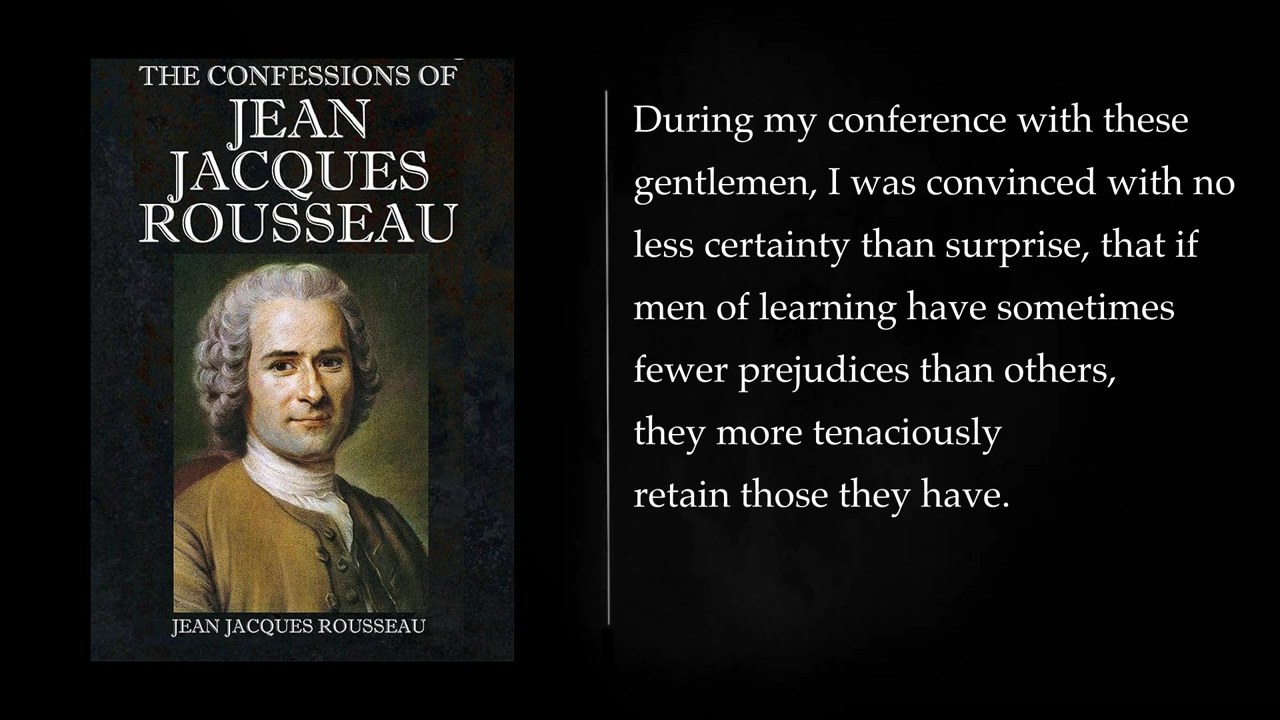 THE CONFESSIONS OF
JEAN
JACQUES
ROUSSEAU
JEAN JACQUES ROUSSEAU
During my conference with these
gentlemen, I was convinced with no
less certainty than surprise, that if
men of learning have sometimes
fewer prejudices than others,
they more tenaciously
retain those they have.